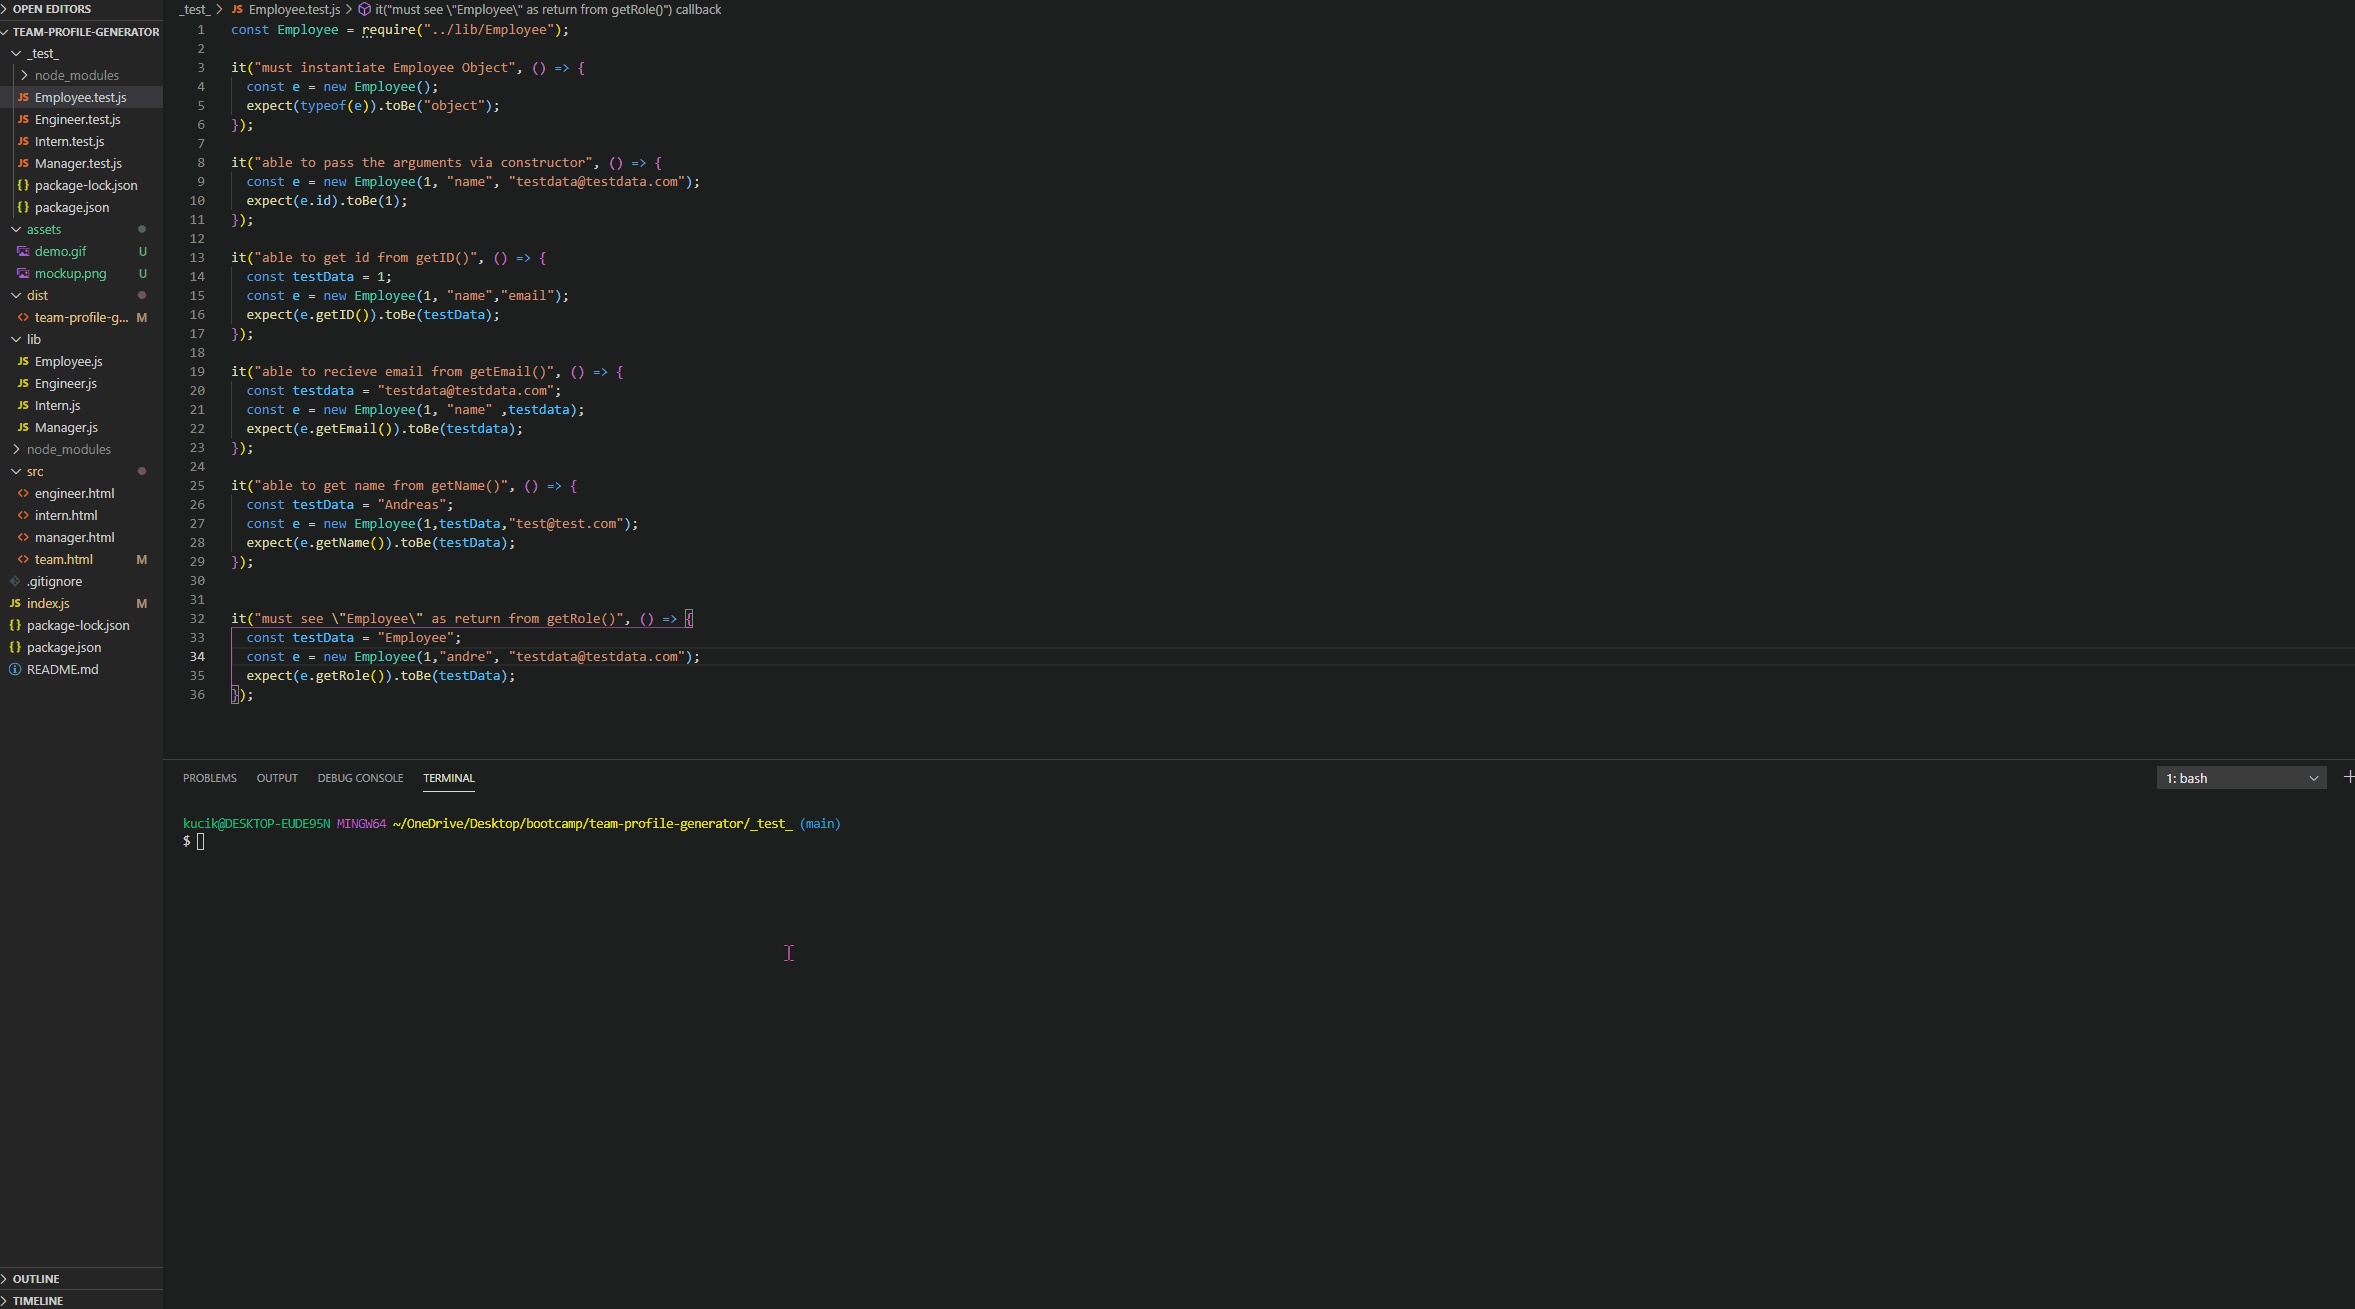 OPEN EDITORS
TEAM-PROFILE-GENERATOR
_test_
node_modules
JS Employee.test.js
JS Engineer.test.js
JS Intern.test.js
JS Manager.test.js
{} package-lock.json
{} package.json
assets
demo.gif U
mockup.png U
dist
<> team-profile-g... M
lib
JS Employee.js
JS Engineer.js
JS Intern.js
JS Manager.js
node_modules
src
<> engineer.html
<> intern.html
<> manager.html
<> team.html M
.gitignore
JS index.js M
{} package-lock.json
{} package.json
README.md
OUTLINE
TIMELINE
_test_ > JS Employee.test.js > it("must see \"Employee\" as return from getRole()") callback
1 const Employee = require("../lib/Employee");
2
3 it("must instantiate Employee Object", () => {
4 const e = new Employee();
5 expect(typeof(e)).toBe("object");
6 });
7
8 it("able to pass the arguments via constructor", () => {
9 const e = new Employee(1, "name", "testdata@testdata.com");
10 expect(e.id).toBe(1);
11 });
12
13 it("able to get id from getID()", () => {
14 const testData = 1;
15 const e = new Employee(1, "name","email");
16 expect(e.getID()).toBe(testData);
17 });
18
19 it("able to recieve email from getEmail()", () => {
20 const testdata = "testdata@testdata.com";
21 const e = new Employee(1, "name" ,testdata);
22 expect(e.getEmail()).toBe(testdata);
23 });
24
25 it("able to get name from getName()", () => {
26 const testData = "Andreas";
27 const e = new Employee(1,testData,"test@test.com");
28 expect(e.getName()).toBe(testData);
29 });
30
31
32 it("must see \"Employee\" as return from getRole()", () => {
33 const testData = "Employee";
34 const e = new Employee(1,"andre", "testdata@testdata.com");
35 expect(e.getRole()).toBe(testData);
36 });
PROBLEMS OUTPUT DEBUG CONSOLE TERMINAL 1: bash
kucik@DESKTOP-EUDE95N MINGW64 ~/OneDrive/Desktop/bootcamp/team-profile-generator/_test_ (main)
$